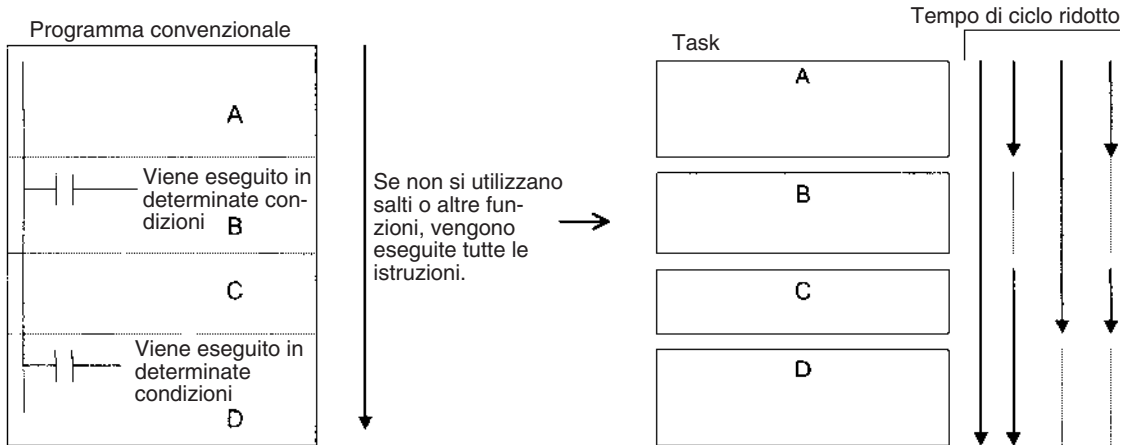 Programma convenzionale
A
Viene eseguito in
determinate con-
dizioni
B
C
Viene eseguito in
determinate
condizioni
D
Se non si utilizzano
salti o altre fun-
zioni, vengono
eseguite tutte le
istruzioni.
Tempo di ciclo ridotto
Task
A
B
C
D